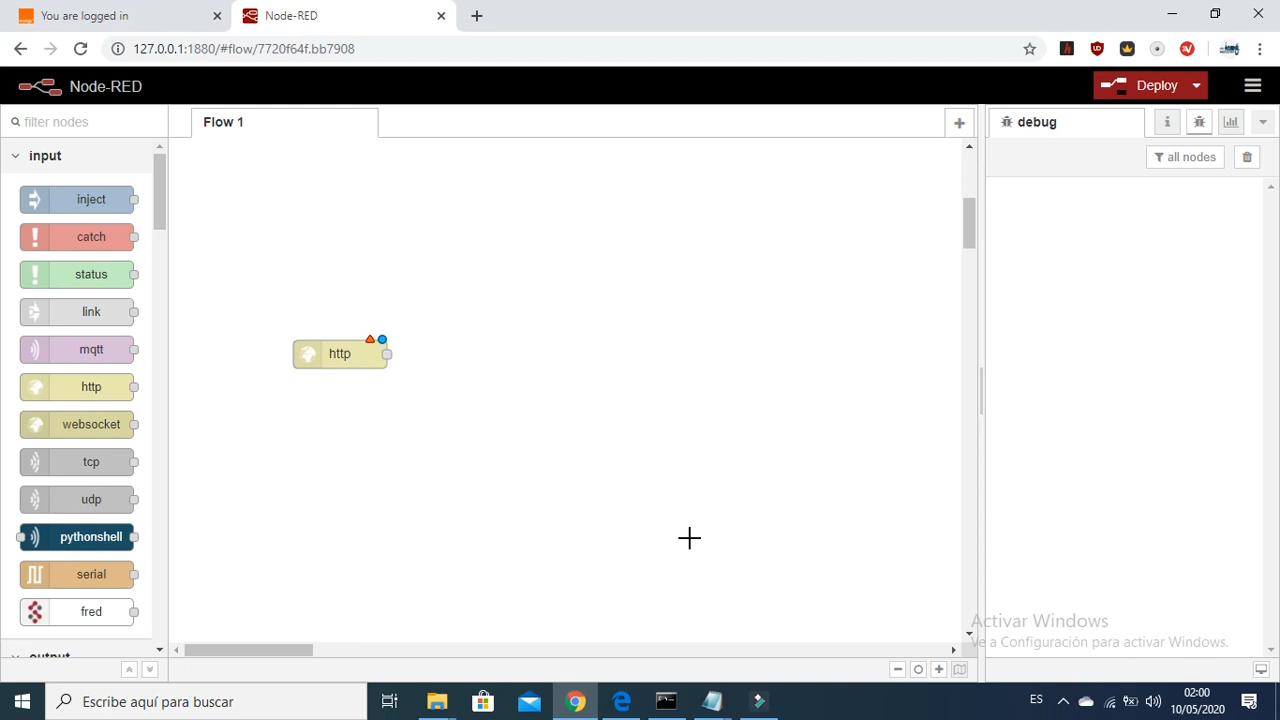 You are logged in
Node-RED
127.0.0.1:1880/#flow/7720f64f.bb7908
Node-RED
Deploy
filter nodes
Flow 1
debug
input
all nodes
inject
catch
status
link
mqtt
http
http
websocket
tcp
udp
pythonshell
serial
fred
output
Activar Windows
Ve a Configuración para activar Windows.
Escribe aquí para buscar
ES
02:00
10/05/2020